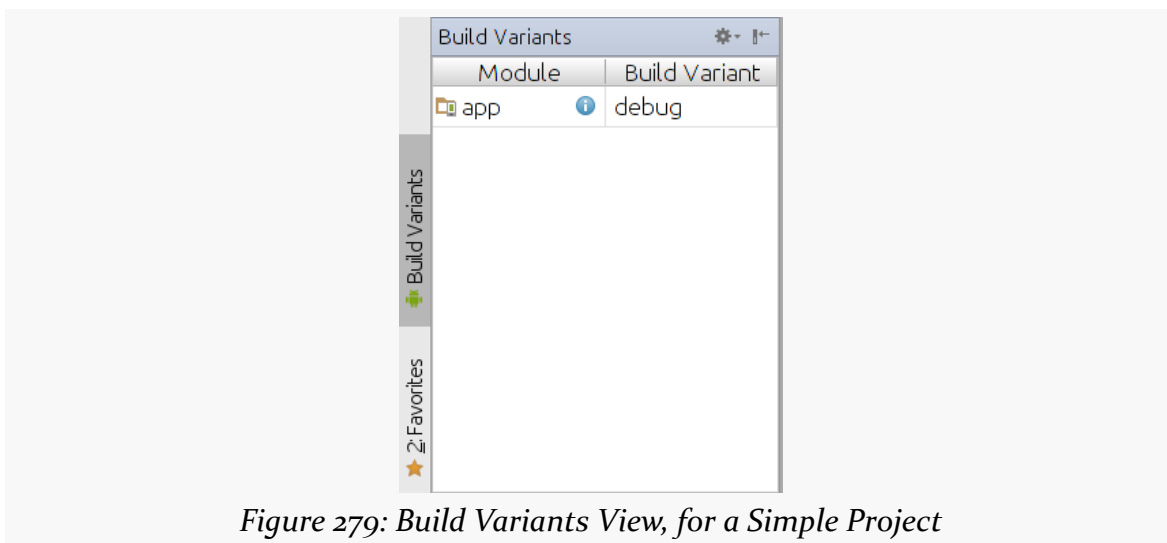 Build Variants
Module Build Variant
app debug
Build Variants
2: Favorites
Figure 279: Build Variants View, for a Simple Project